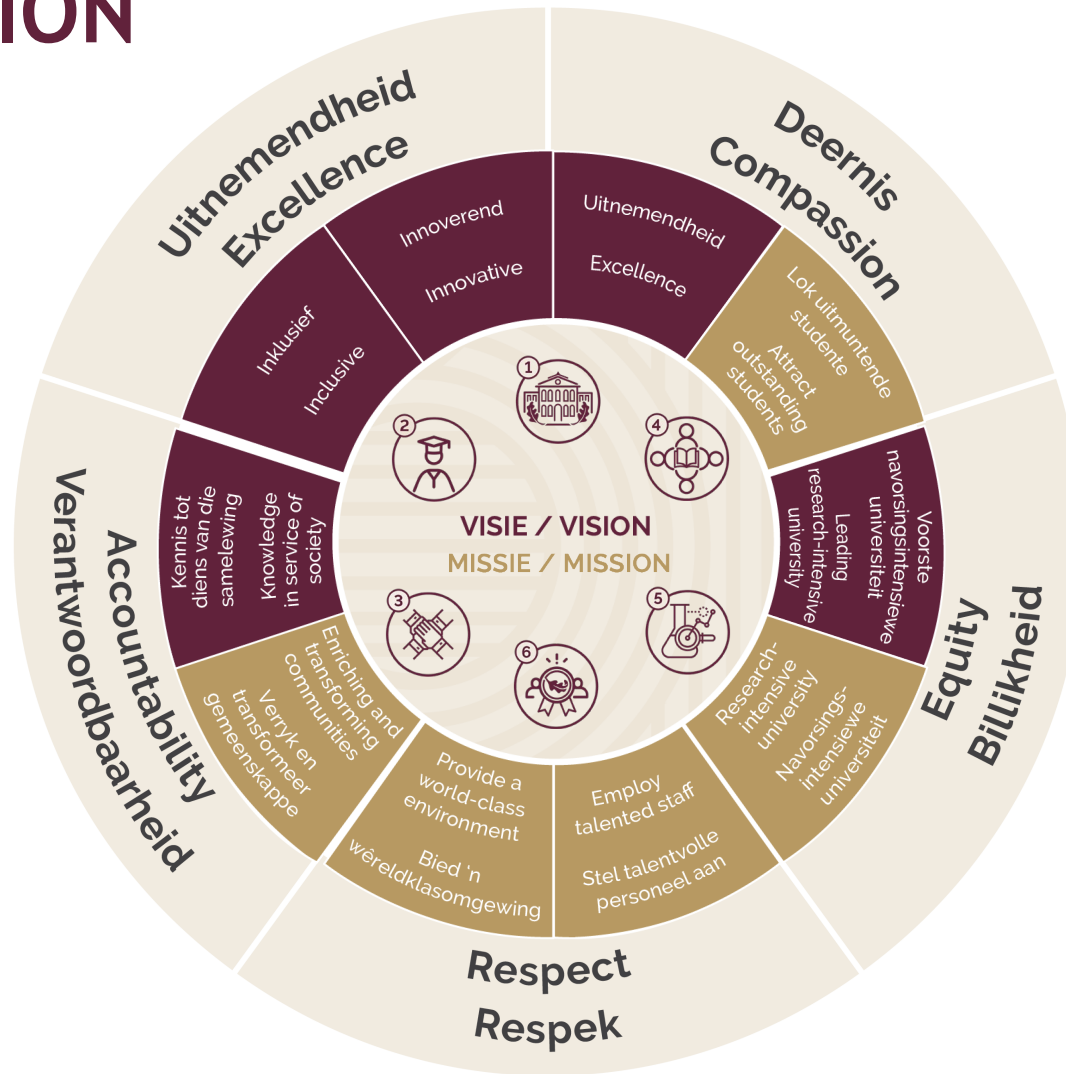 ION
Uitnemendheid
Excellence
Deernis
Compassion
Equity
Billikheid
Respect
Respek
Accountability
Verantwoordbaarheid
Innoverend
Innovative
Uitnemendheid
Excellence
Lok uitmuntende
studente
Attract
outstanding
students
Voorste
navorsingsintensiewe
universiteit
Leading
research-intensive
university
Research-
intensive
university
Navorsings-
intensiewe
universiteit
Employ
talented staff
Stel talentvolle
personeel aan
Provide a
world-class
environment
Bied 'n
wêreldklasomgewing
Enriching and
transforming
communities
Verryk en
transformeer
gemeenskappe
Kennis tot
diens van die
samelewing
Knowledge
in service of
society
Inklusief
Inclusive
1
2
4
VISIE / VISION
MISSIE / MISSION
3
5
6